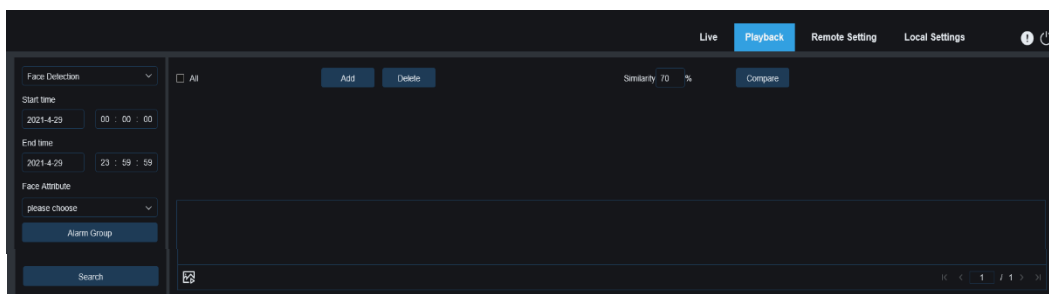 Live Playback Remote Setting Local Settings
Face Detection
All Add Delete Similarity 70 % Compare
Start time
2021-4-29 00 : 00 : 00
End time
2021-4-29 23 : 59 : 59
Face Attribute
please choose
Alarm Group
Search
1 / 1